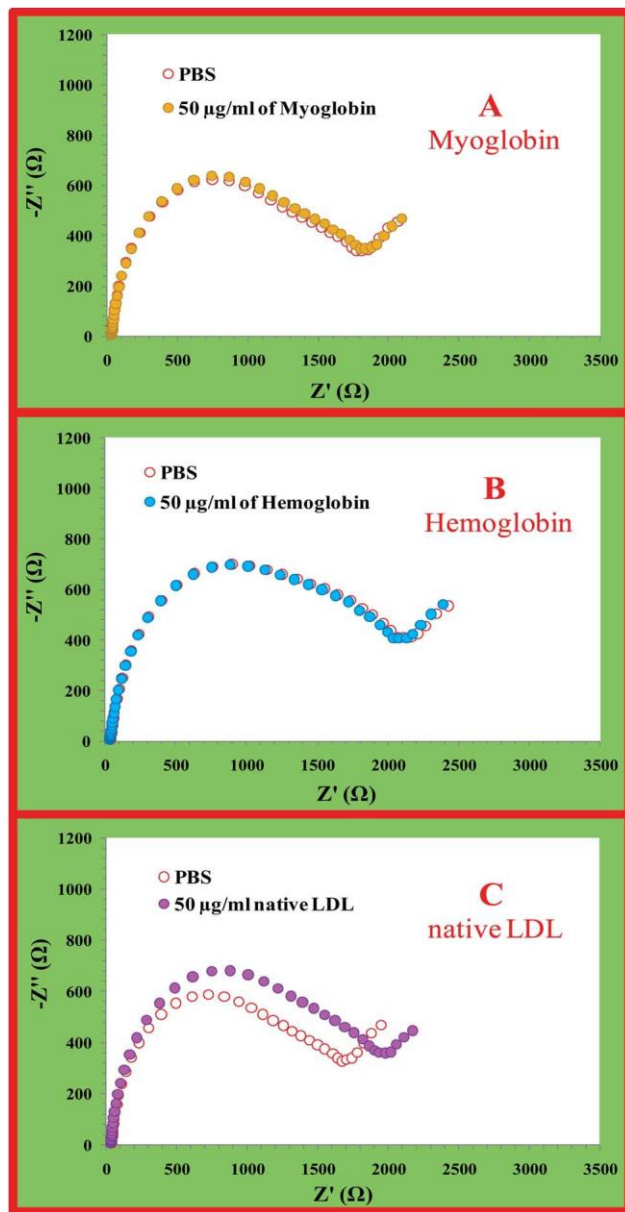 1200
1000
800
600
400
200
0
-Z'' (Ω)
PBS
50 µg/ml of Myoglobin
A
Myoglobin
0 500 1000 1500 2000 2500 3000 3500
Z' (Ω)
1200
1000
800
600
400
200
0
-Z'' (Ω)
PBS
50 µg/ml of Hemoglobin
B
Hemoglobin
0 500 1000 1500 2000 2500 3000 3500
Z' (Ω)
1200
1000
800
600
400
200
0
-Z'' (Ω)
PBS
50 µg/ml native LDL
C
native LDL
0 500 1000 1500 2000 2500 3000 3500
Z' (Ω)